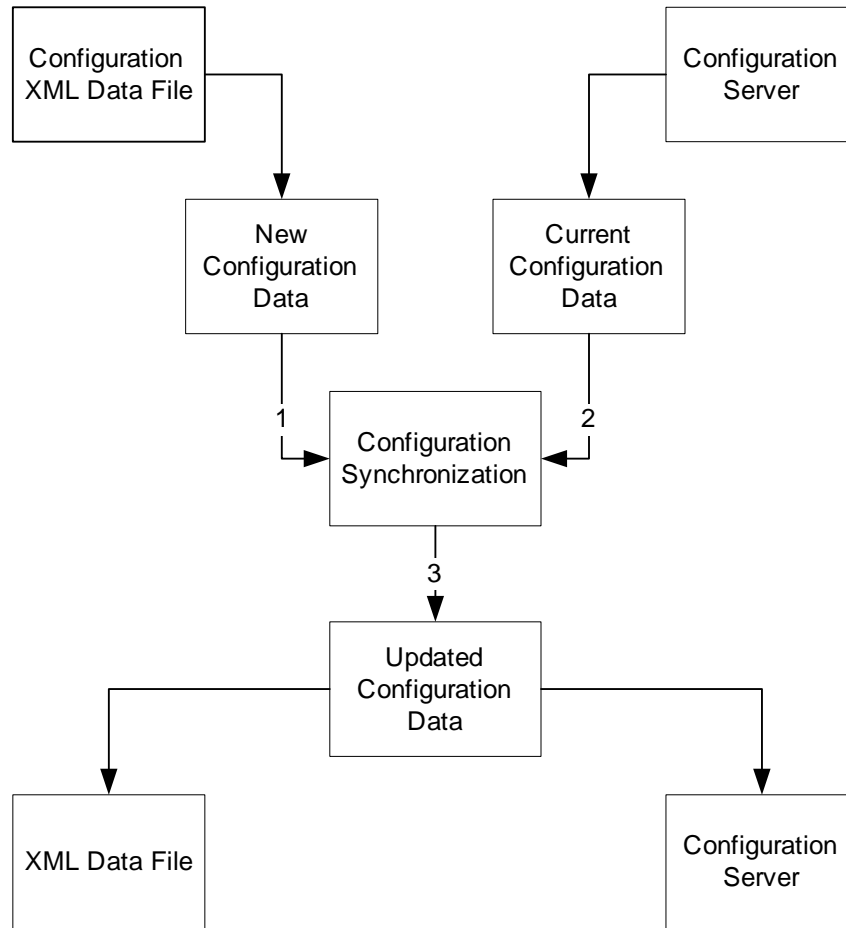 Configuration
XML Data File
Configuration
Server
New
Configuration
Data
Current
Configuration
Data
1
2
Configuration
Synchronization
3
Updated
Configuration
Data
XML Data File
Configuration
Server